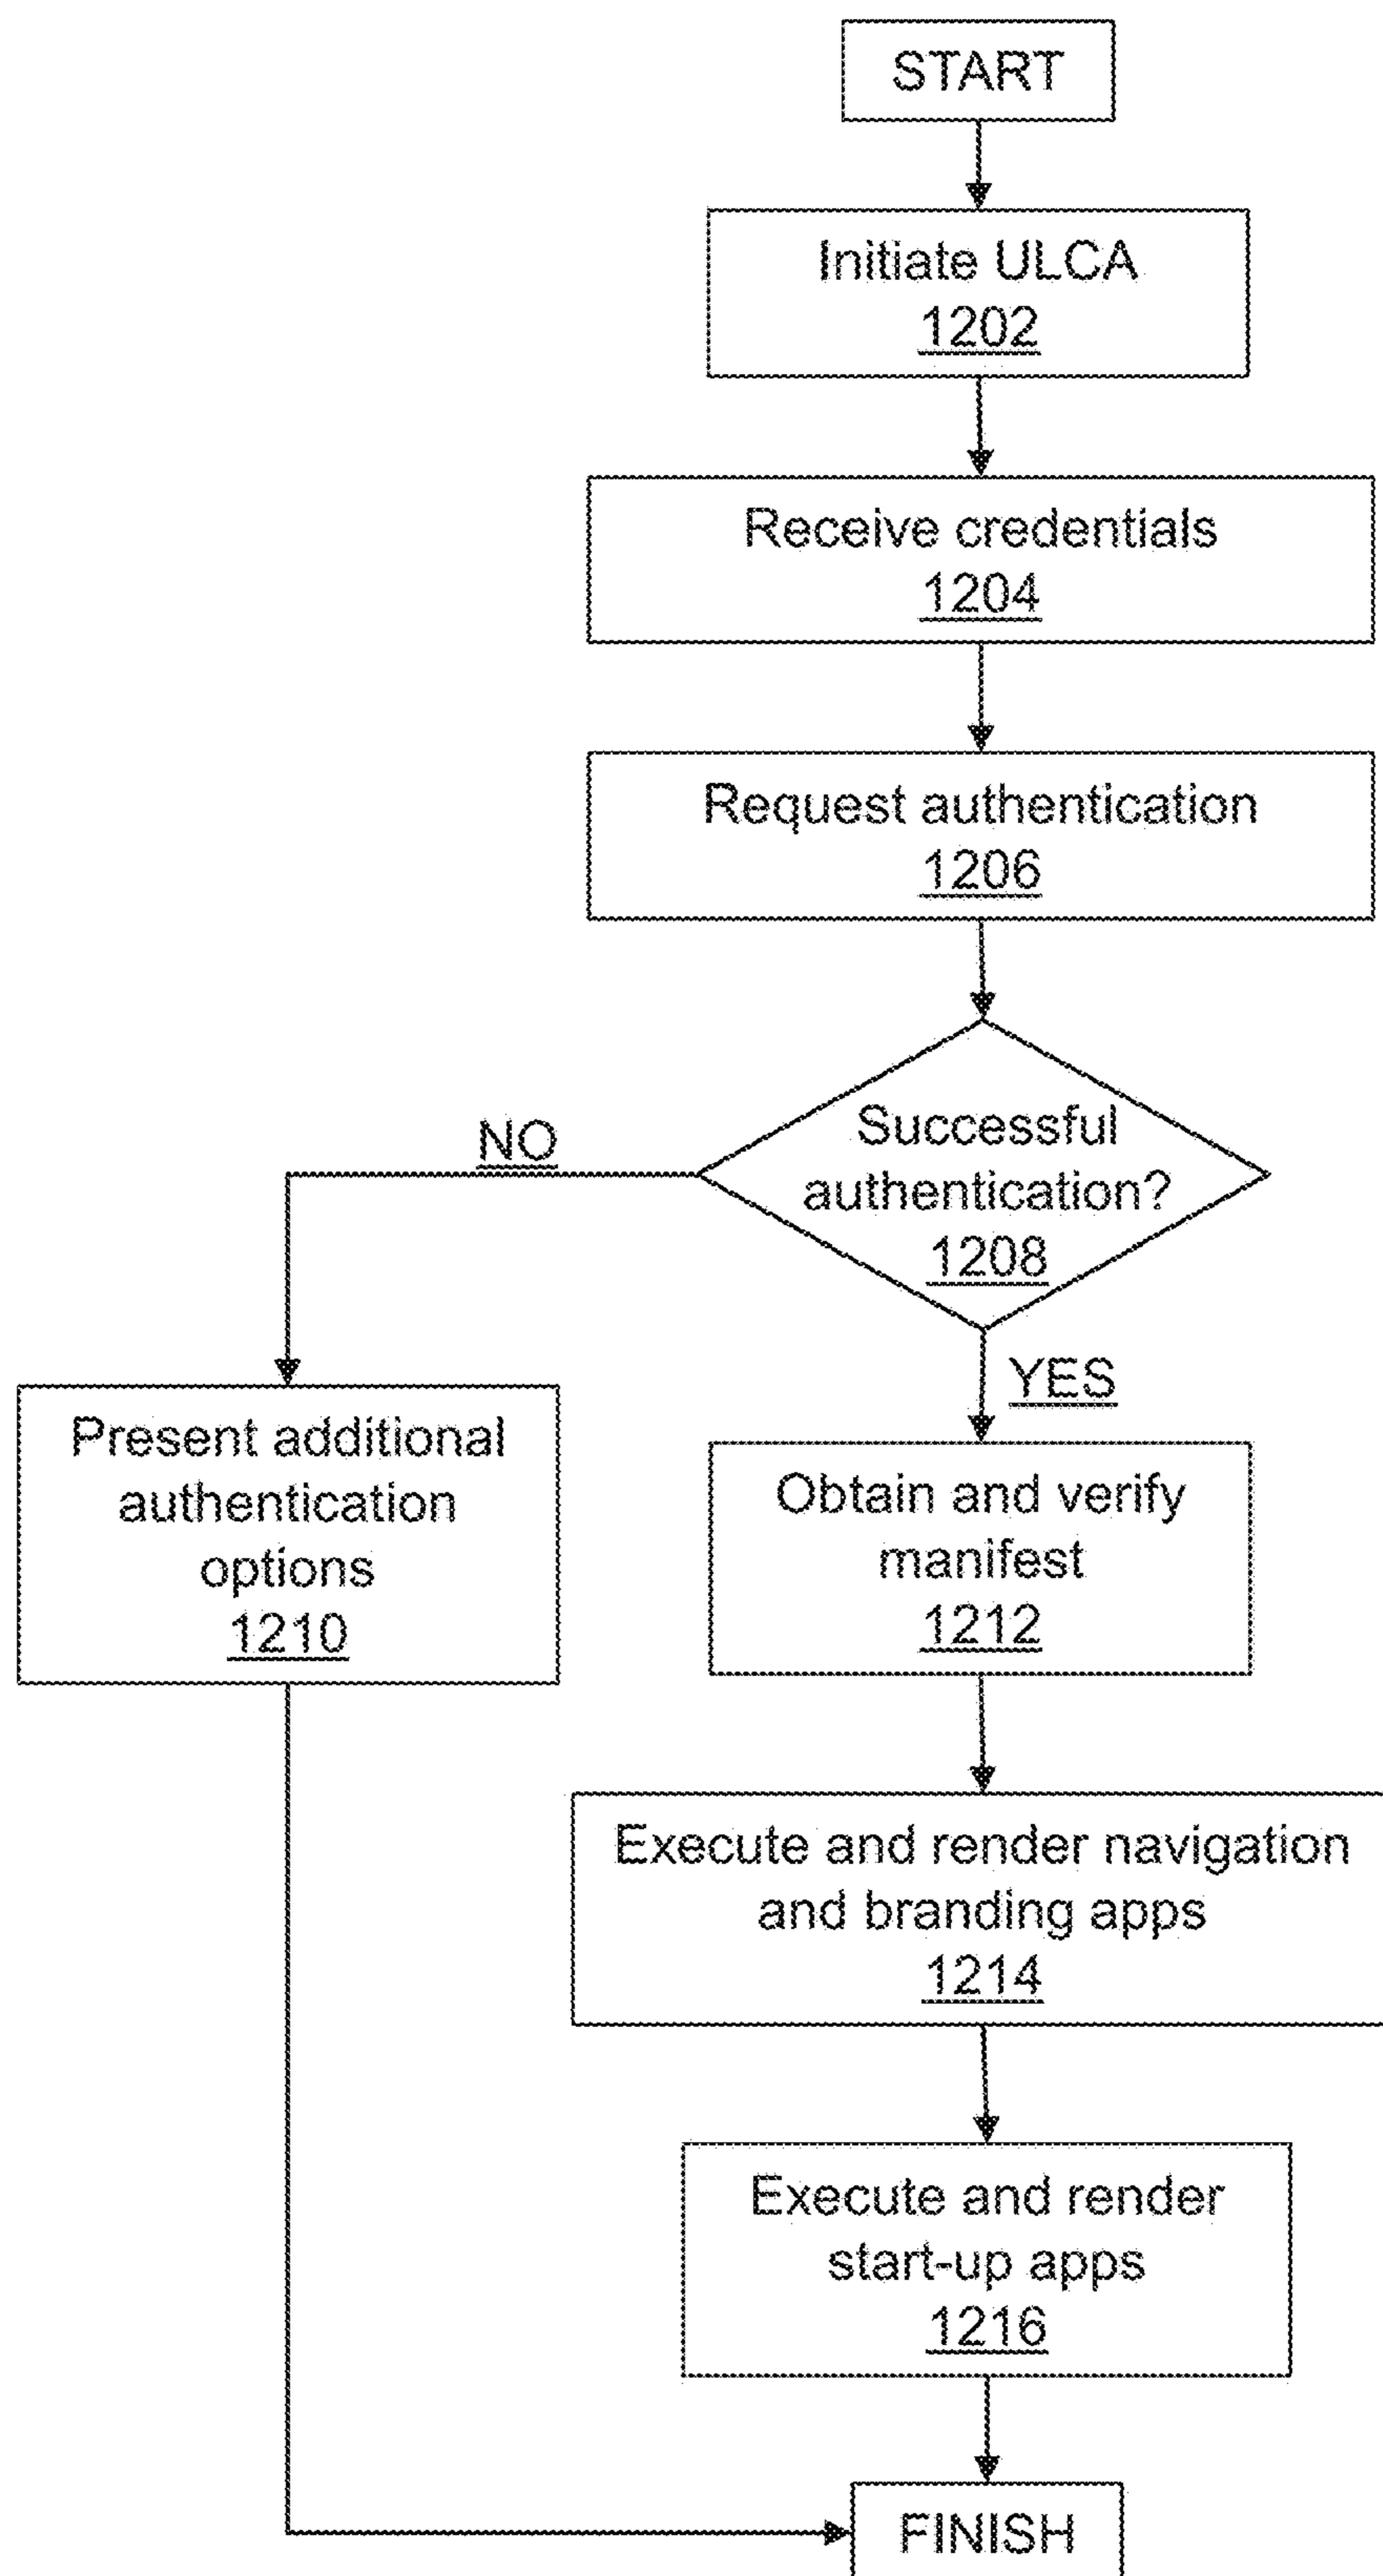 START
Initiate ULCA
1202
Receive credentials
1204
Request authentication
1206
Successful
authentication?
1208
NO
YES
Present additional
authentication
options
1210
Obtain and verify
manifest
1212
Execute and render navigation
and branding apps
1214
Execute and render
start-up apps
1216
FINISH